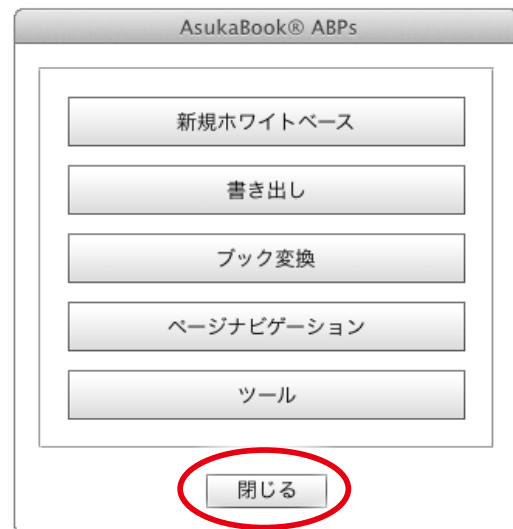 AsukaBook® ABPs
新規ホワイトベース
書き出し
ブック変換
ページナビゲーション
ツール
閉じる